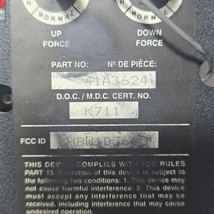 UP DOWN
FORCE FORCE
PART NO: Nº DE PIÈCE:
41A3624
D.O.C. / M.D.C. CERT. NO.
K711
FCC ID
THIS DEVICE COMPLIES WITH FCC RULES
PART 15. Operation of this device is subject to
the following two conditions: 1. This device may
not cause harmful interference. 2. This device
must accept any interference that may be
received, including interference that may cause
undesired operation.